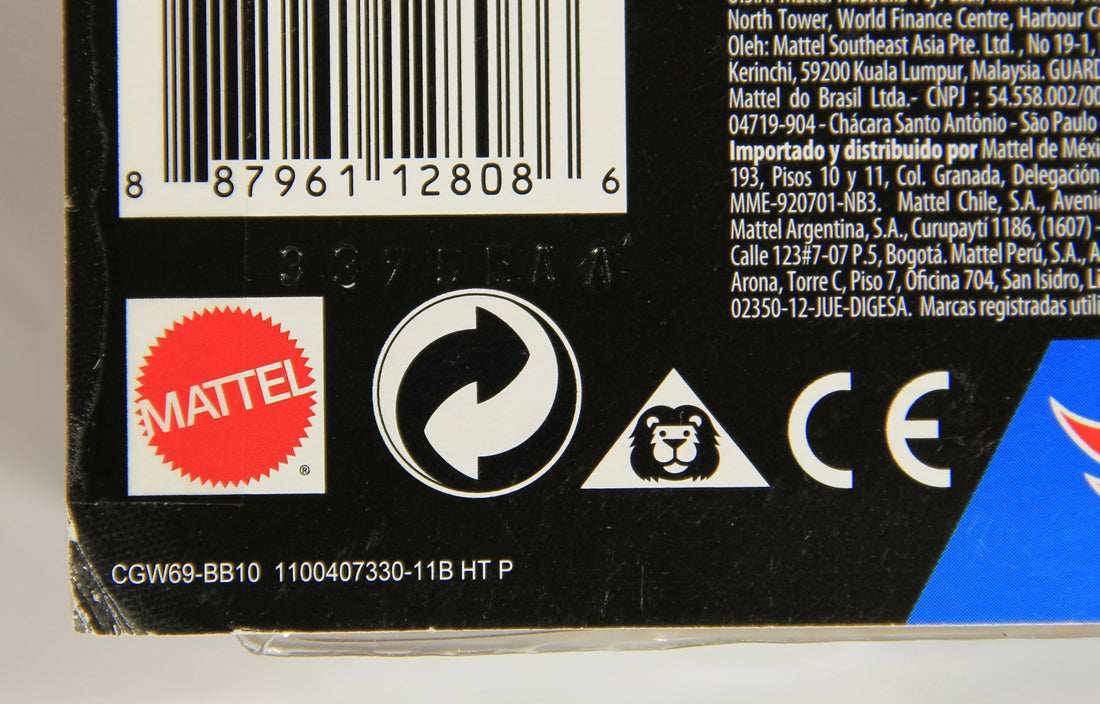 8 87961 12808 6
MATTEL
®
CE
CGW69-BB10 1100407330-11B HT P
North Tower, World Finance Centre, Harbour
Oleh: Mattel Southeast Asia Pte. Ltd. , No 19-1,
Kerinchi, 59200 Kuala Lumpur, Malaysia. GUARD
Mattel do Brasil Ltda.- CNPJ : 54.558.002/00
04719-904 - Chácara Santo Antônio - São Paulo
Importado y distribuido por Mattel de Méxi
193, Pisos 10 y 11, Col. Granada, Delegación
MME-920701-NB3. Mattel Chile, S.A., Aveni
Mattel Argentina, S.A., Curupaytí 1186, (1607) -
Calle 123#7-07 P.5, Bogotá. Mattel Perú, S.A., A
Arona, Torre C, Piso 7, Oficina 704, San Isidro, Li
02350-12-JUE-DIGESA. Marcas registradas utili